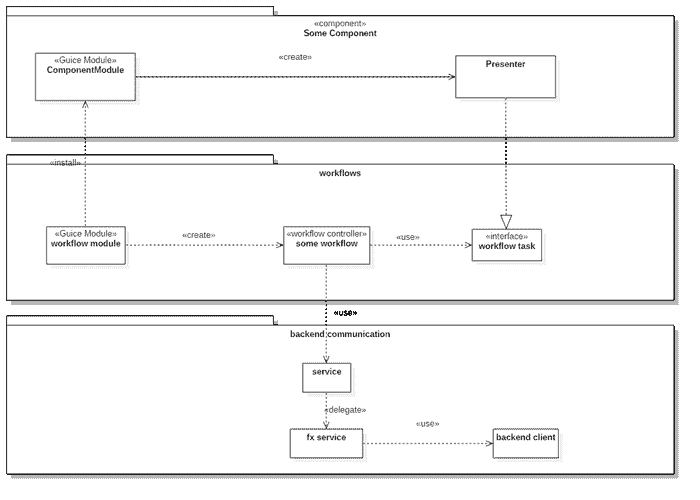 «component»
Some Component
«Guice Module»
ComponentModule
«create»
Presenter
«install»
workflows
«Guice Module»
workflow module
«create»
«workflow controller»
some workflow
«use»
«interface»
workflow task
«use»
backend communication
service
«delegate»
fx service
«use»
backend client